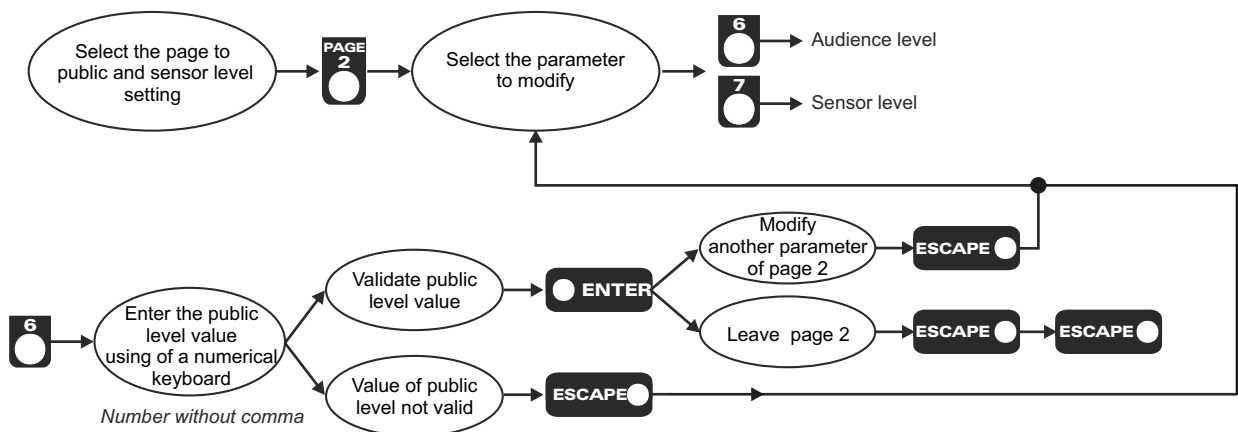 Select the page to
public and sensor level
setting
PAGE
2
Select the parameter
to modify
6
Audience level
7
Sensor level
6
Enter the public
level value
using of a numerical
keyboard
Number without comma
Validate public
level value
ENTER
Modify
another parameter
of page 2
ESCAPE
Leave page 2
ESCAPE
ESCAPE
Value of public
level not valid
ESCAPE